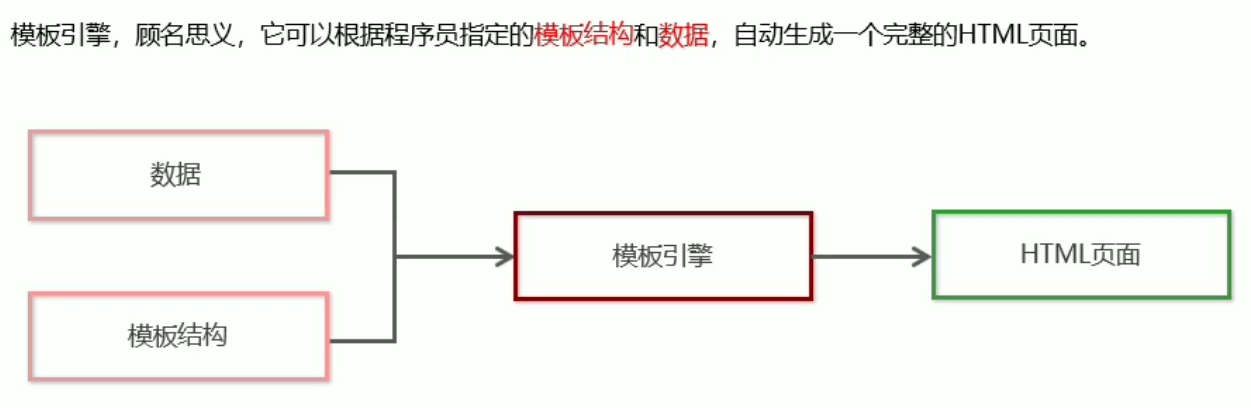 模板引擎，顾名思义，它可以根据程序员指定的模板结构和数据，自动生成一个完整的HTML页面。
数据
模板引擎
HTML页面
模板结构